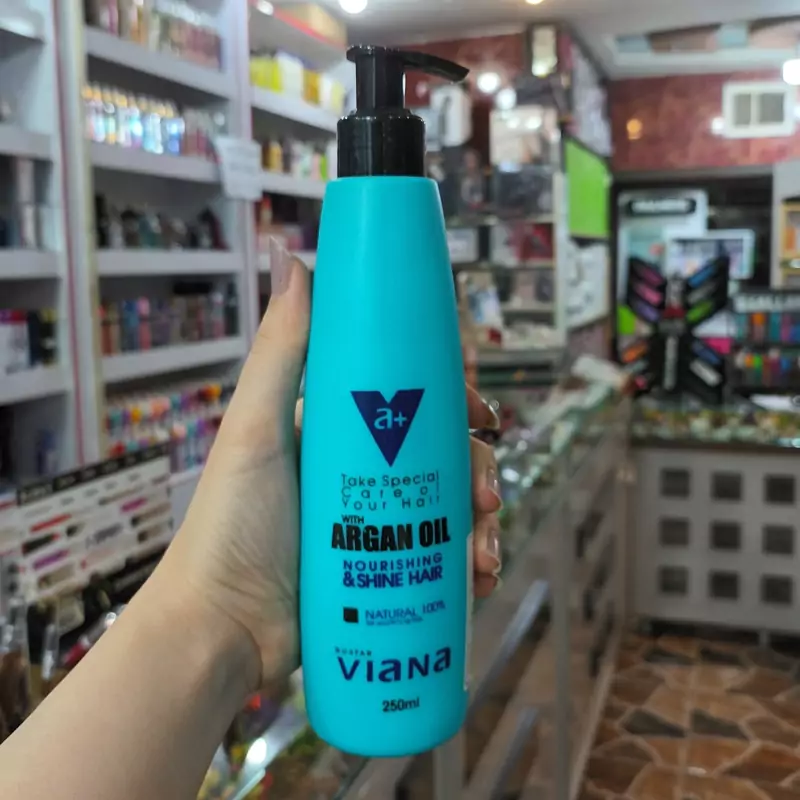 a+
Take Special
Care of
Your Hair
WITH
ARGAN OIL
NOURISHING
& SHINE HAIR
NATURAL 100%
VIANA
250ml